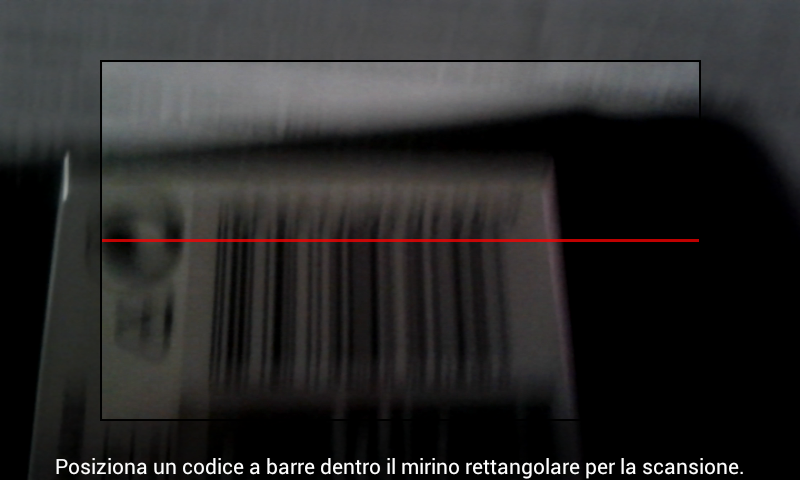 Posiziona un codice a barre dentro il mirino rettangolare per la scansione.